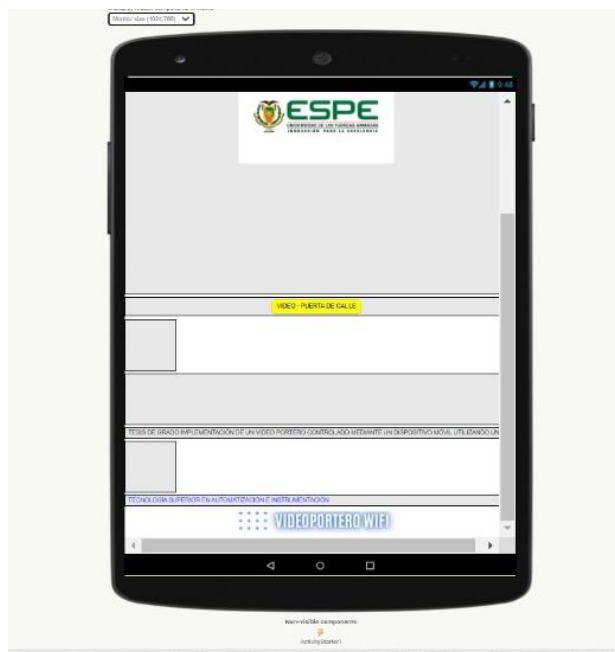 Monitor size (1024,768)
9:48
ESPE
UNIVERSIDAD DE LAS FUERZAS ARMADAS
INNOVACIÓN PARA LA EXCELENCIA
VIDEO - PUERTA DE CALLE
TESIS DE GRADO IMPLEMENTACIÓN DE UN VIDEO PORTERO CONTROLADO MEDIANTE UN DISPOSITIVO MÓVIL UTILIZANDO UN
TECNOLOGÍA SUPERIOR EN AUTOMATIZACIÓN E INSTRUMENTACIÓN
VIDEOPORTERO WIFI
Non-visible components
ActivityStarter1